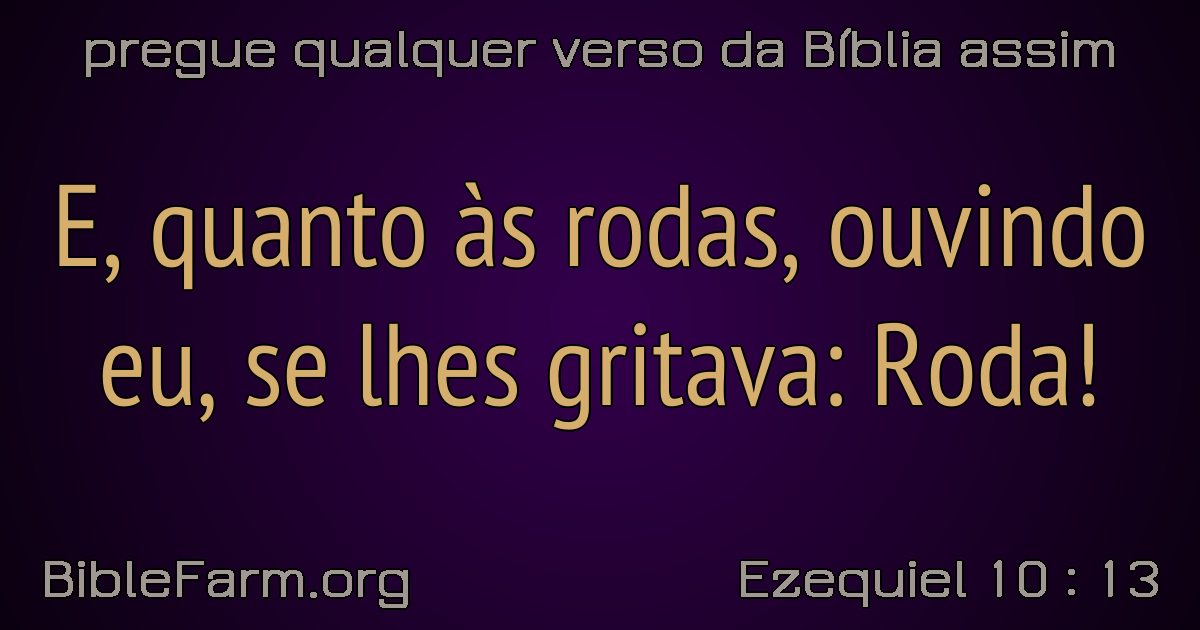 pregue qualquer verso da Bíblia assim
E, quanto às rodas, ouvindo
eu, se lhes gritava: Roda!
BibleFarm.org
Ezequiel 10 : 13